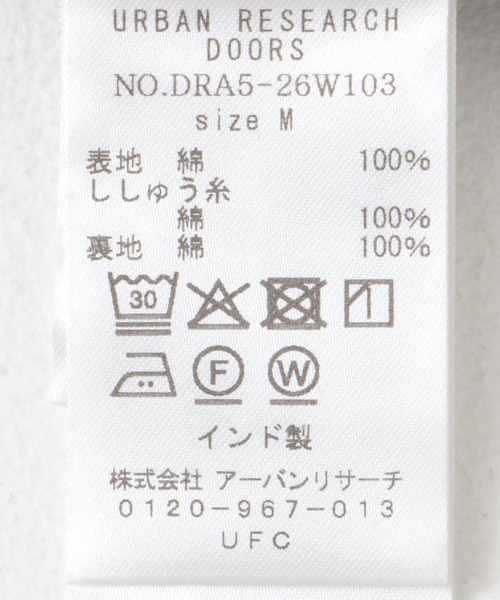 URBAN RESEARCH
DOORS
NO.DRA5-26W103
size M
表地 綿 100%
ししゅう糸
綿 100%
裏地 綿 100%
30
F W
インド製
株式会社 アーバンリサーチ
0120-967-013
UFC